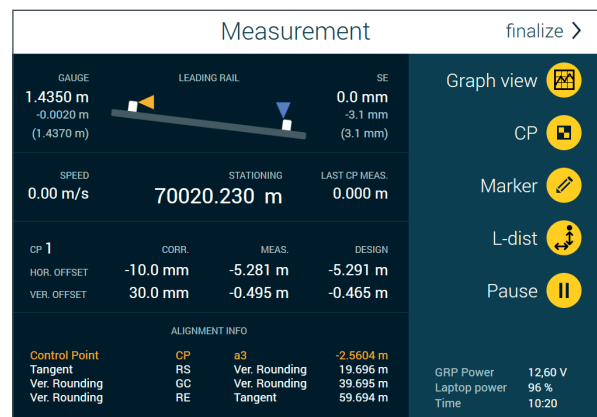 Measurement
finalize
GAUGE LEADING RAIL SE
1.4350 m 0.0 mm
-0.0020 m -3.1 mm
(1.4370 m) (3.1 mm)
Graph view
CP
Marker
L-dist
Pause
SPEED STATIONING LAST CP MEAS.
0.00 m/s 70020.230 m 0.000 m
CP 1 CORR. MEAS. DESIGN
HOR. OFFSET -10.0 mm -5.281 m -5.291 m
VER. OFFSET 30.0 mm -0.495 m -0.465 m
ALIGNMENT INFO
Control Point CP a3 -2.5604 m
Tangent RS Ver. Rounding 19.696 m
Ver. Rounding GC Ver. Rounding 39.695 m
Ver. Rounding RE Tangent 59.694 m
GRP Power 12,60 V
Laptop power 96 %
Time 10:20